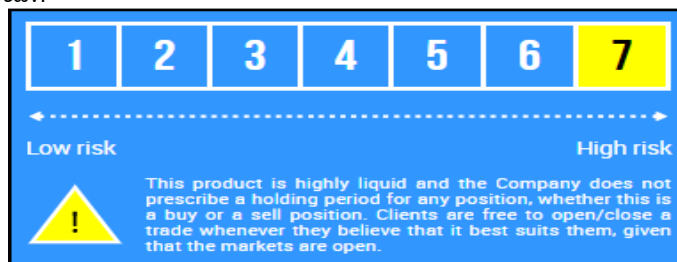 1 2 3 4 5 6 7
Low risk High risk
This product is highly liquid and the Company does not
prescribe a holding period for any position, whether this is
! a buy or a sell position. Clients are free to open/close a
trade whenever they believe that it best suits them, given
that the markets are open.